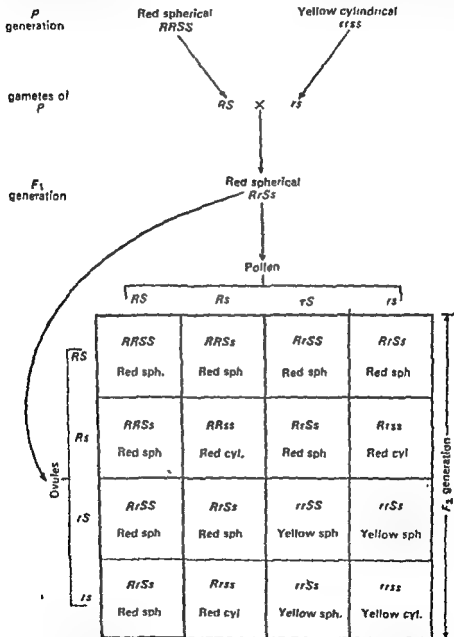 P generation
Red spherical
RRSS
Yellow cylindrical
rrss
gametes of P
RS × rs
F1 generation
Red spherical
RrSs
Pollen
RS Rs rS rs
Ovules
RS
RRSS RRSs RrSS RrSs
Red sph. Red sph Red sph Red sph
Rs
RRSs RRss RrSs Rrss
Red sph Red cyl. Red sph Red cyl
rS
RrSS RrSs rrSS rrSs
Red sph Red sph Yellow sph Yellow sph
rs
RrSs Rrss rrSs rrss
Red sph Red cyl Yellow sph. Yellow cyl.
F2 generation